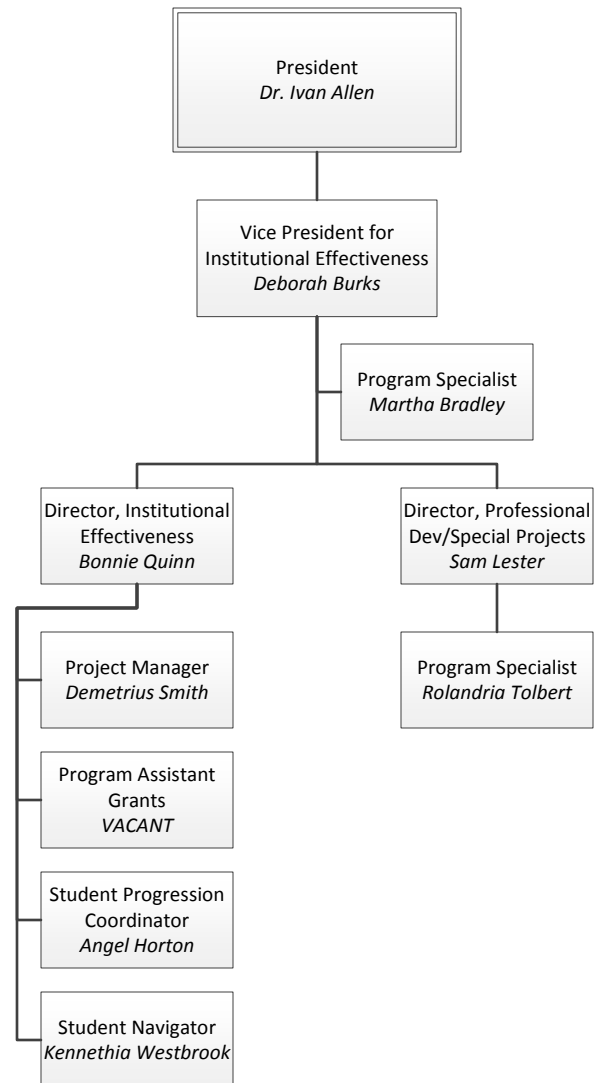 President
Dr. Ivan Allen
Vice President for
Institutional Effectiveness
Deborah Burks
Program Specialist
Martha Bradley
Director, Institutional
Effectiveness
Bonnie Quinn
Director, Professional
Dev/Special Projects
Sam Lester
Project Manager
Demetrius Smith
Program Specialist
Rolandria Tolbert
Program Assistant
Grants
VACANT
Student Progression
Coordinator
Angel Horton
Student Navigator
Kennethia Westbrook